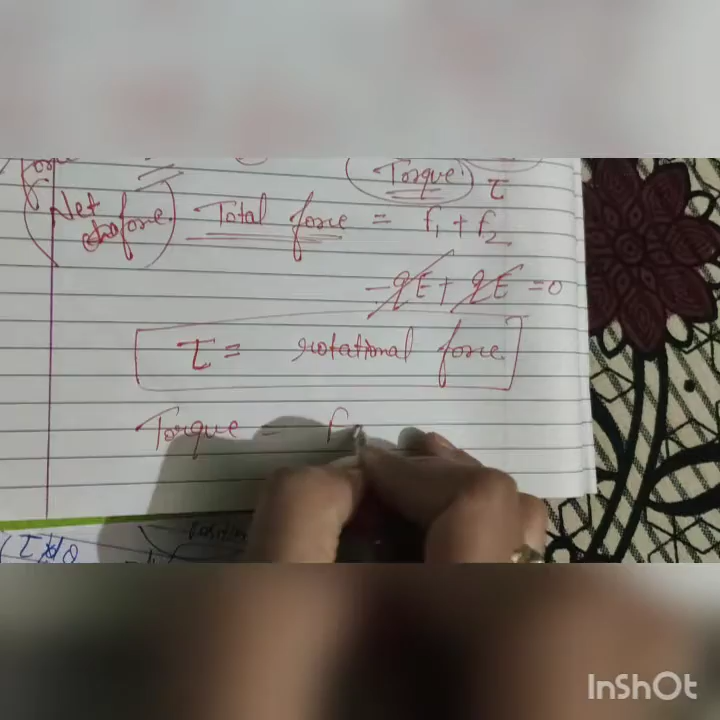 Torque
τ
Net force
Total force = f₁ + f₂
-qE + qE = 0
τ = rotational force
Torque = f
InShOt